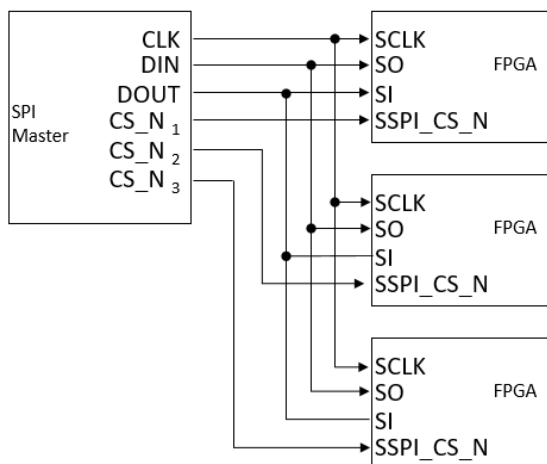 SPI
Master
CLK
DIN
DOUT
CS_N 1
CS_N 2
CS_N 3
SCLK
SO
SI
SSPI_CS_N
FPGA
SCLK
SO
SI
SSPI_CS_N
FPGA
SCLK
SO
SI
SSPI_CS_N
FPGA